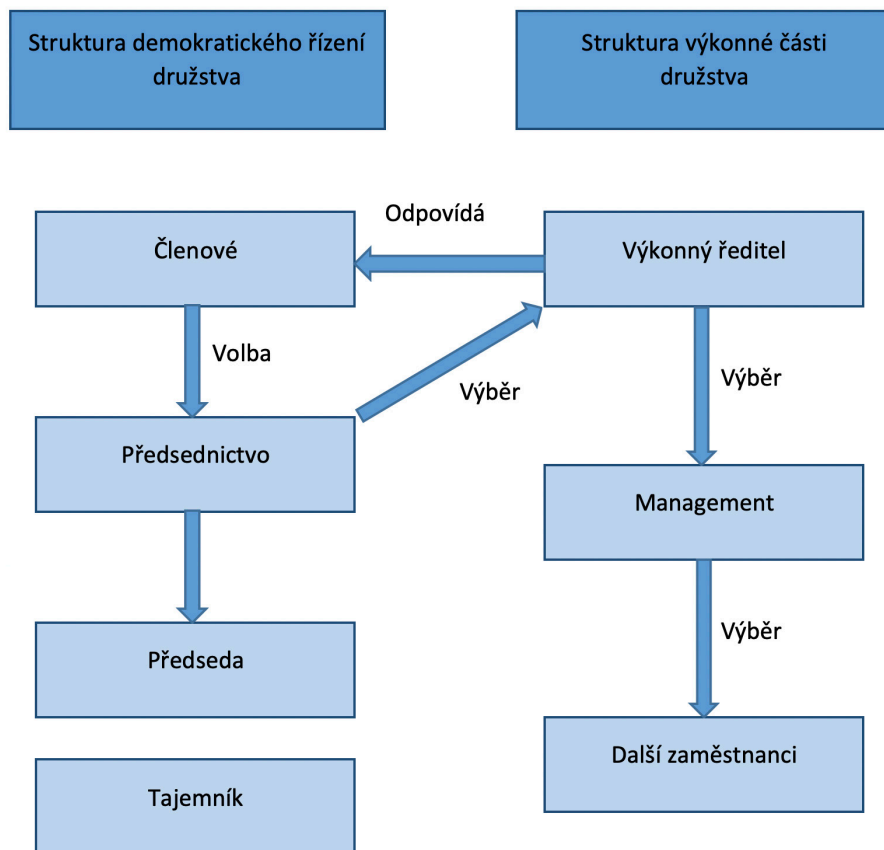 Struktura demokratického řízení
družstva
Struktura výkonné části
družstva
Odpovídá
Členové
Výkonný ředitel
Volba
Výběr
Výběr
Předsednictvo
Management
Předseda
Výběr
Další zaměstnanci
Tajemník